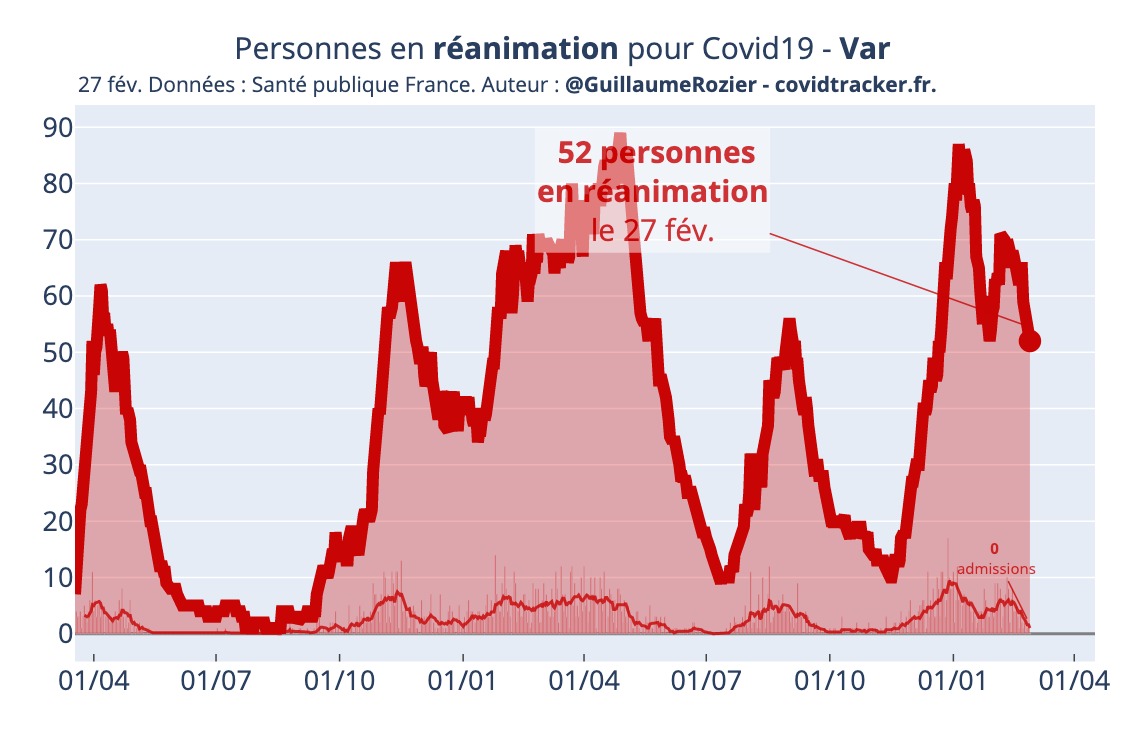 Personnes en réanimation pour Covid19 - Var
27 fév. Données : Santé publique France. Auteur : @GuillaumeRozier - covidtracker.fr.
90
52 personnes
en réanimation
le 27 fév.
80
70
60
50
40
30
20
10
0
0
admissions
01/04 01/07 01/10 01/01 01/04 01/07 01/10 01/01 01/04